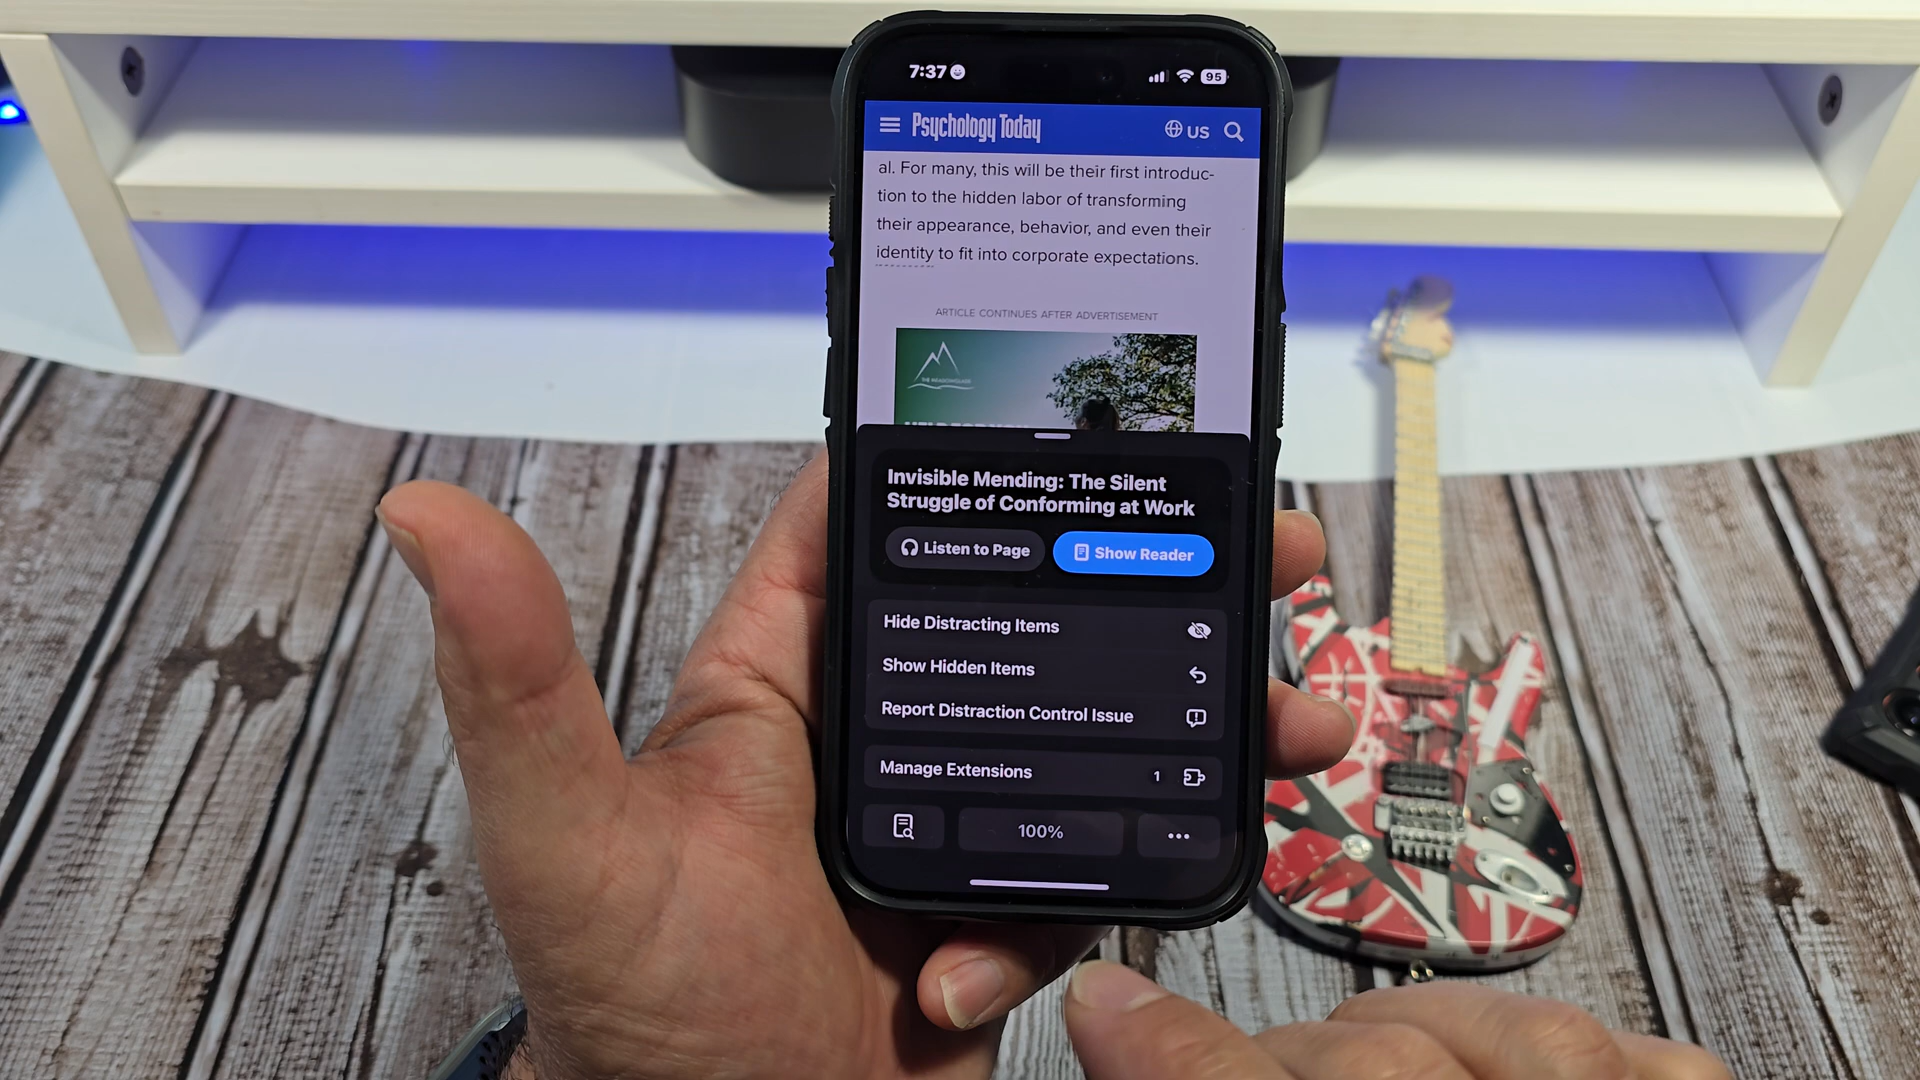 7:37
95
Psychology Today
US
al. For many, this will be their first introduc-
tion to the hidden labor of transforming
their appearance, behavior, and even their
identity to fit into corporate expectations.
ARTICLE CONTINUES AFTER ADVERTISEMENT
Invisible Mending: The Silent
Struggle of Conforming at Work
Listen to Page
Show Reader
Hide Distracting Items
Show Hidden Items
Report Distraction Control Issue
Manage Extensions
1
100%